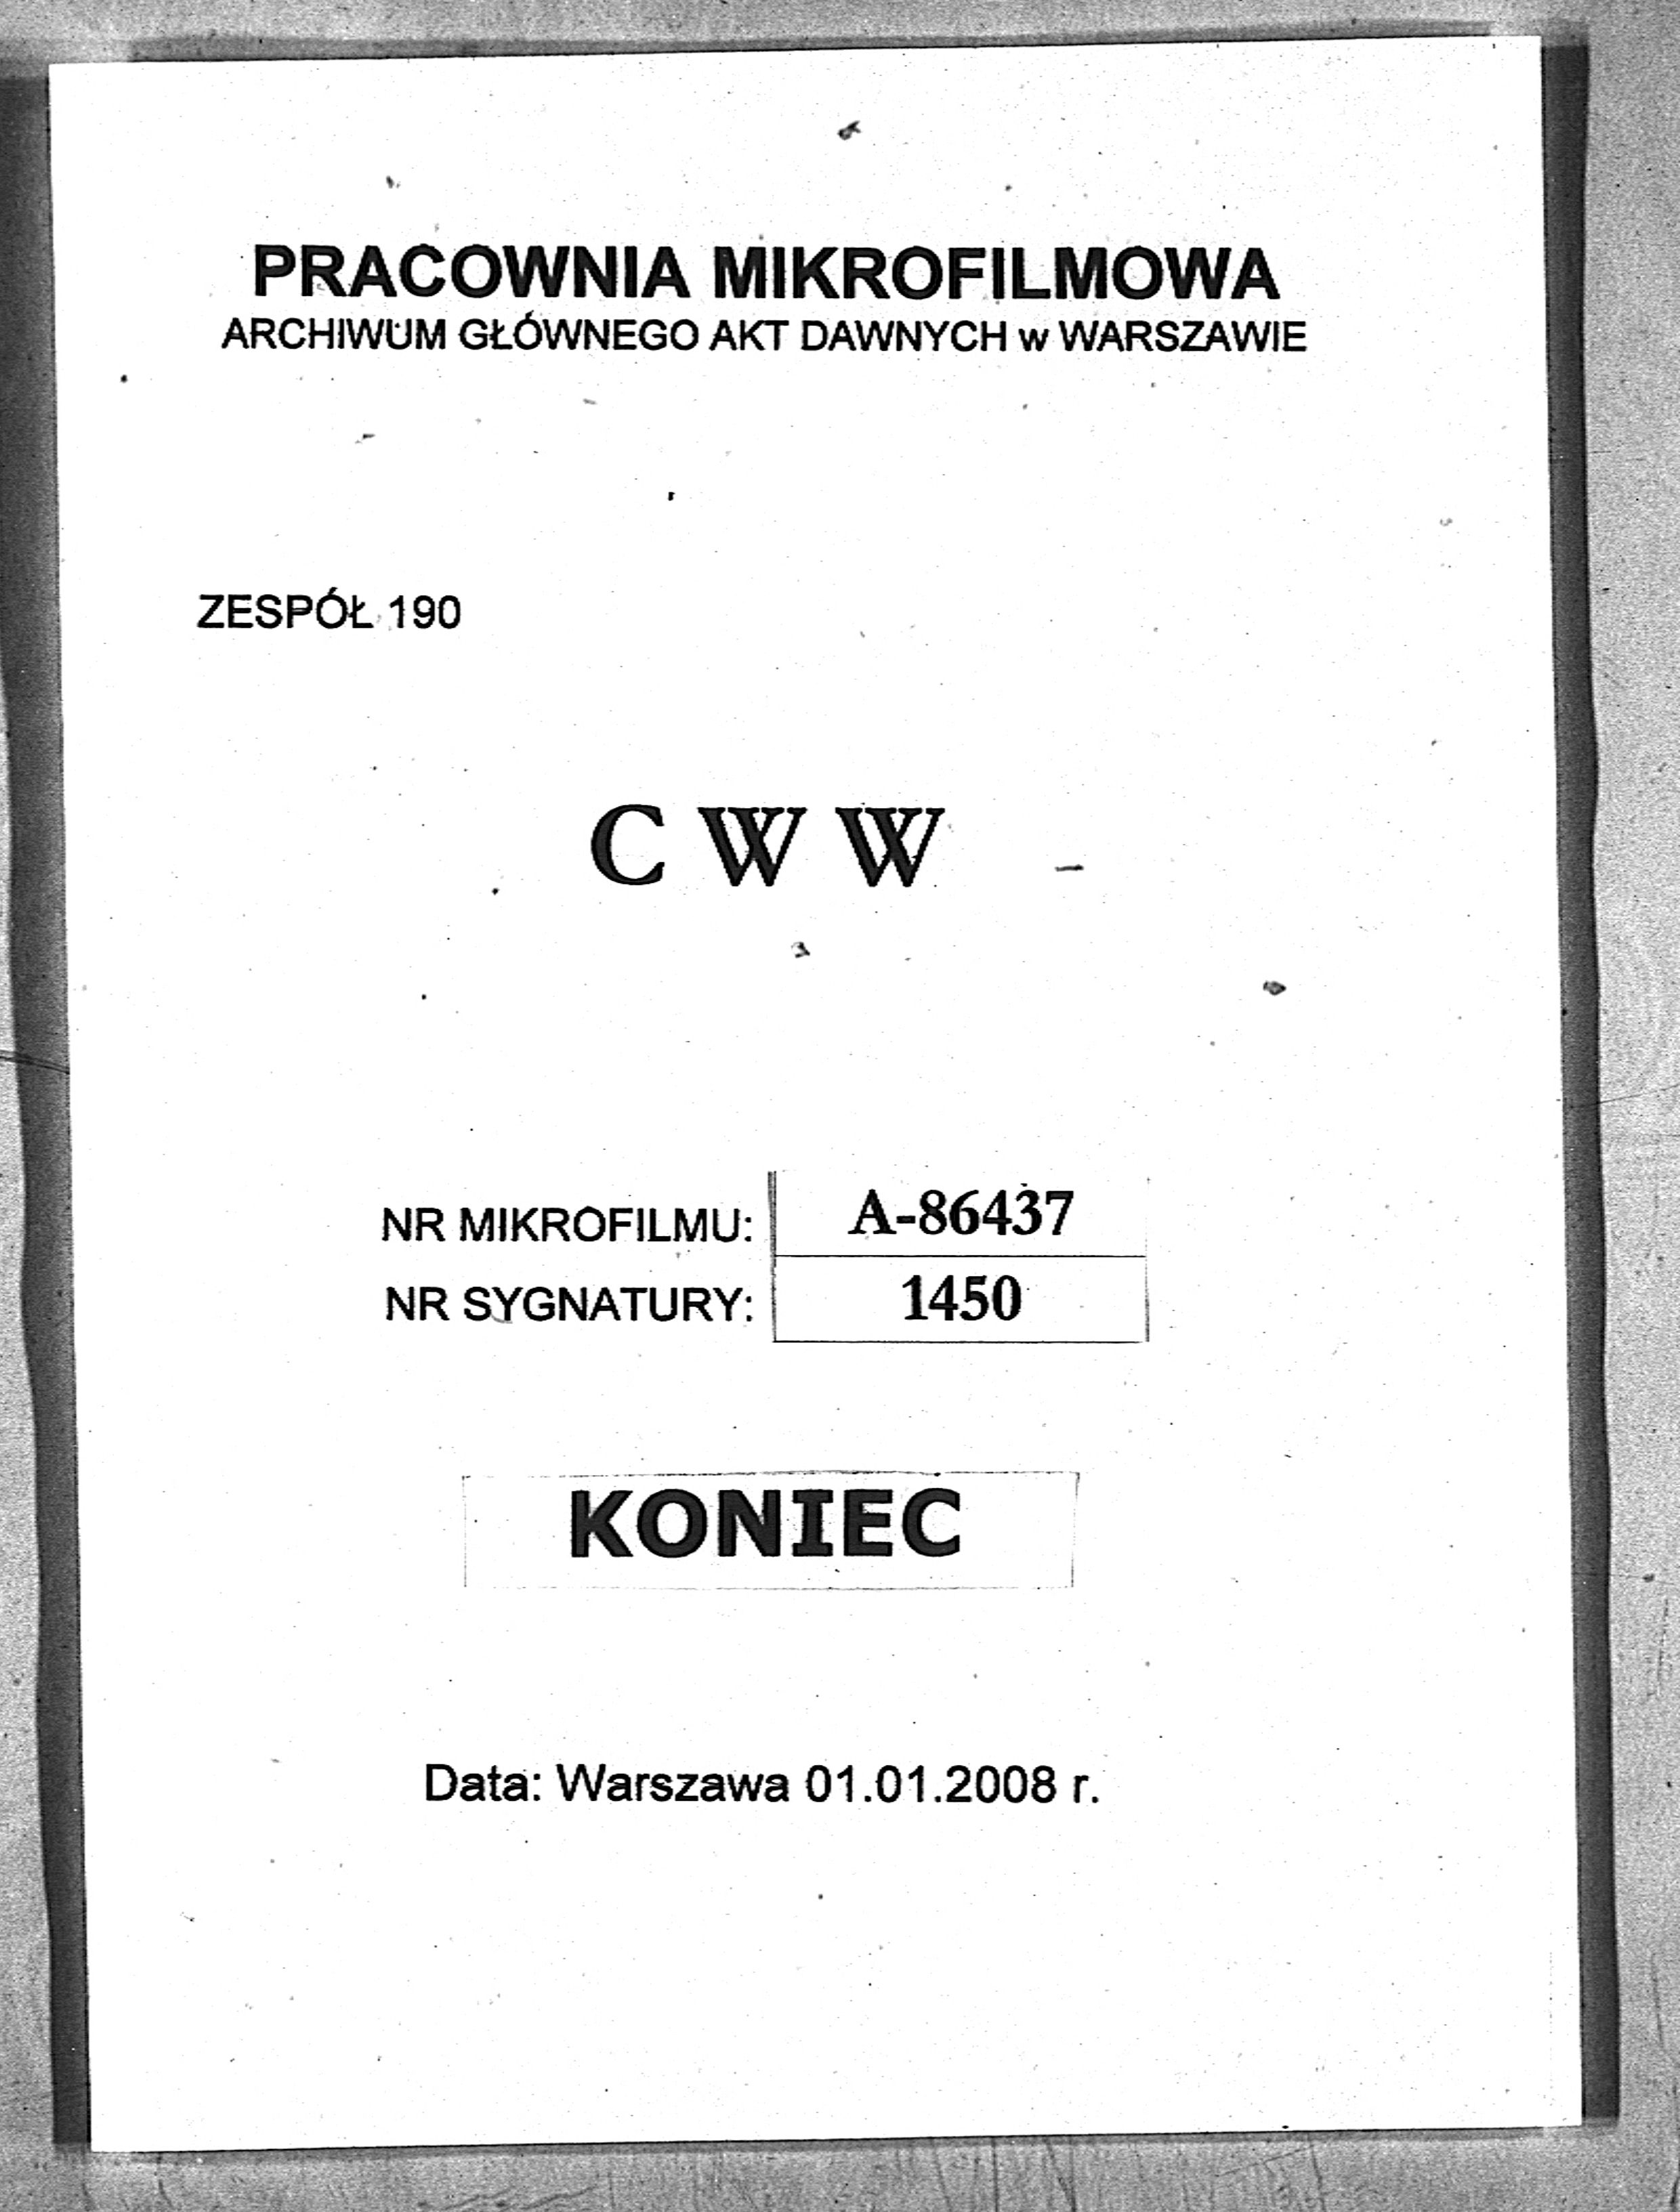 PRACOWNIA MIKROFILMOWA
ARCHIWUM GŁÓWNEGO AKT DAWNYCH w WARSZAWIE
ZESPÓŁ 190
C W W
NR MIKROFILMU: A-86437
NR SYGNATURY: 1450
KONIEC
Data: Warszawa 01.01.2008 r.